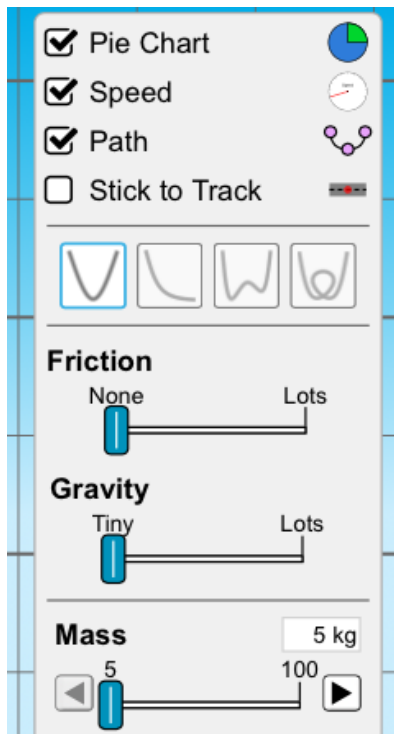 Pie Chart
Speed
Path
Stick to Track
Friction
None Lots
Gravity
Tiny Lots
Mass 5 kg
5 100